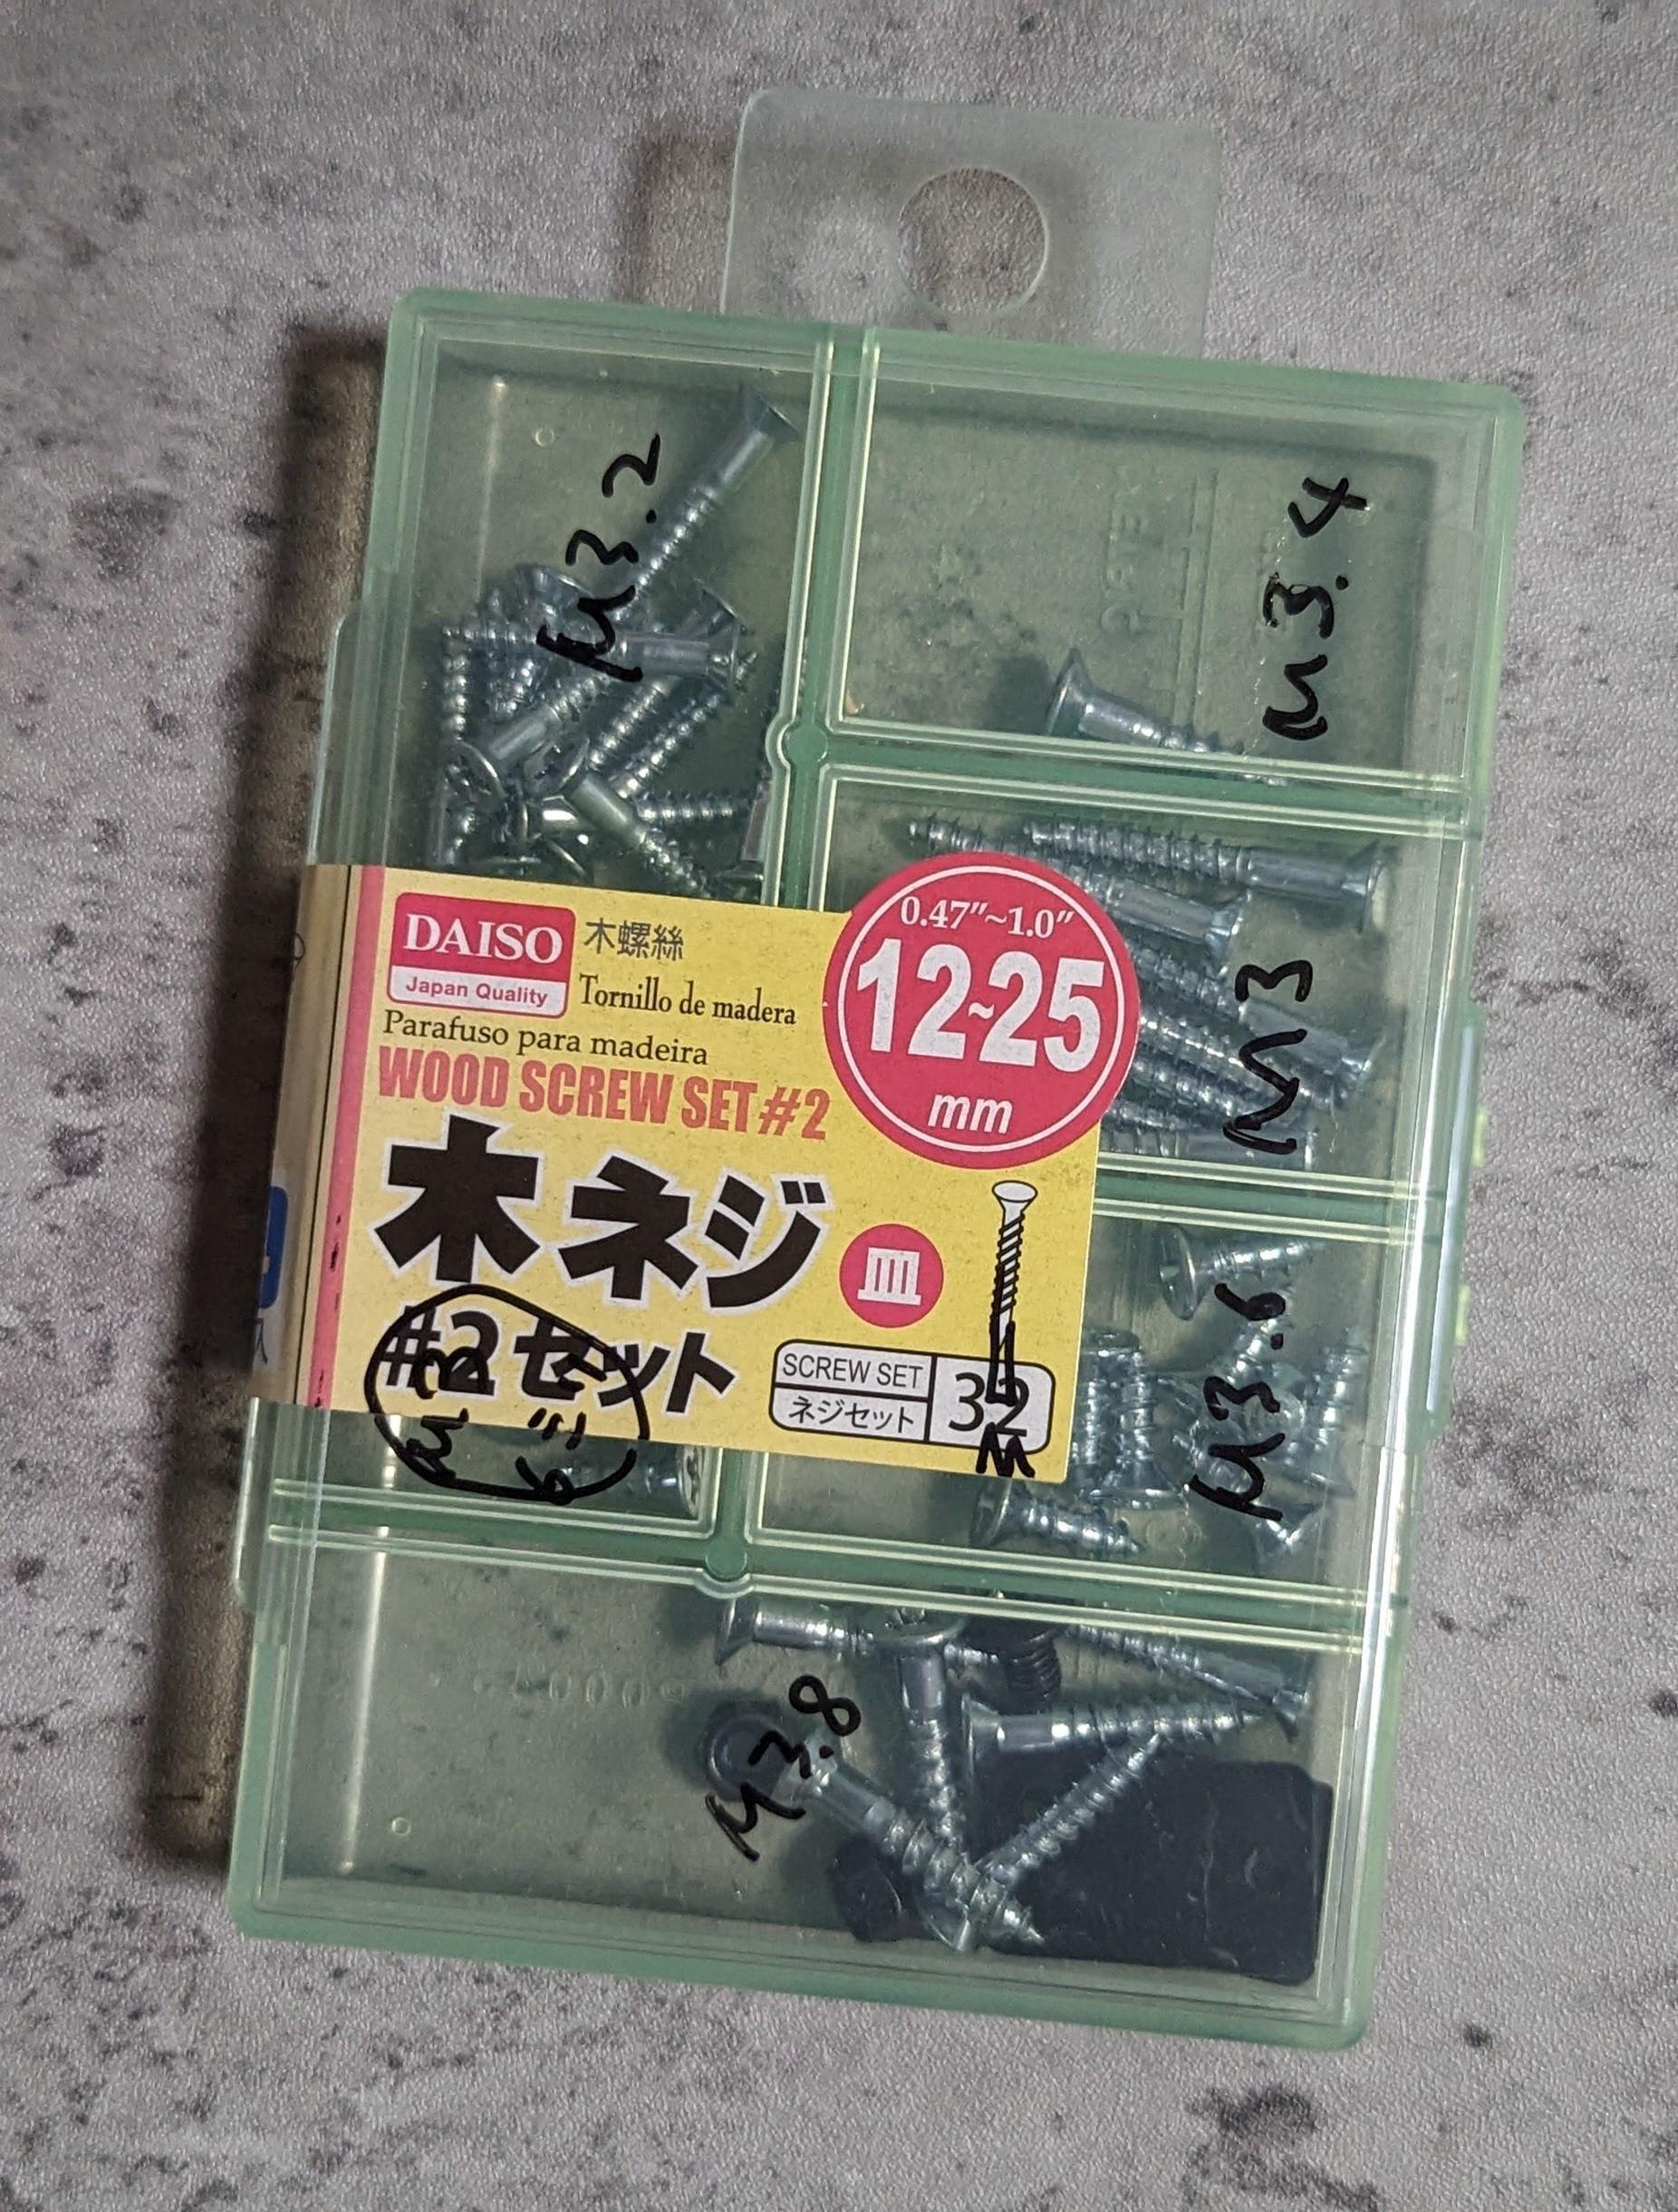 M3.2
M3.4
DAISO
Japan Quality
木螺絲
Tornillo de madera
Parafuso para madeira
WOOD SCREW SET #2
0.47"~1.0"
12~25
mm
M3
木ネジ
皿
#2セット
SCREW SET
ネジセット
32
M3.6
M3.8